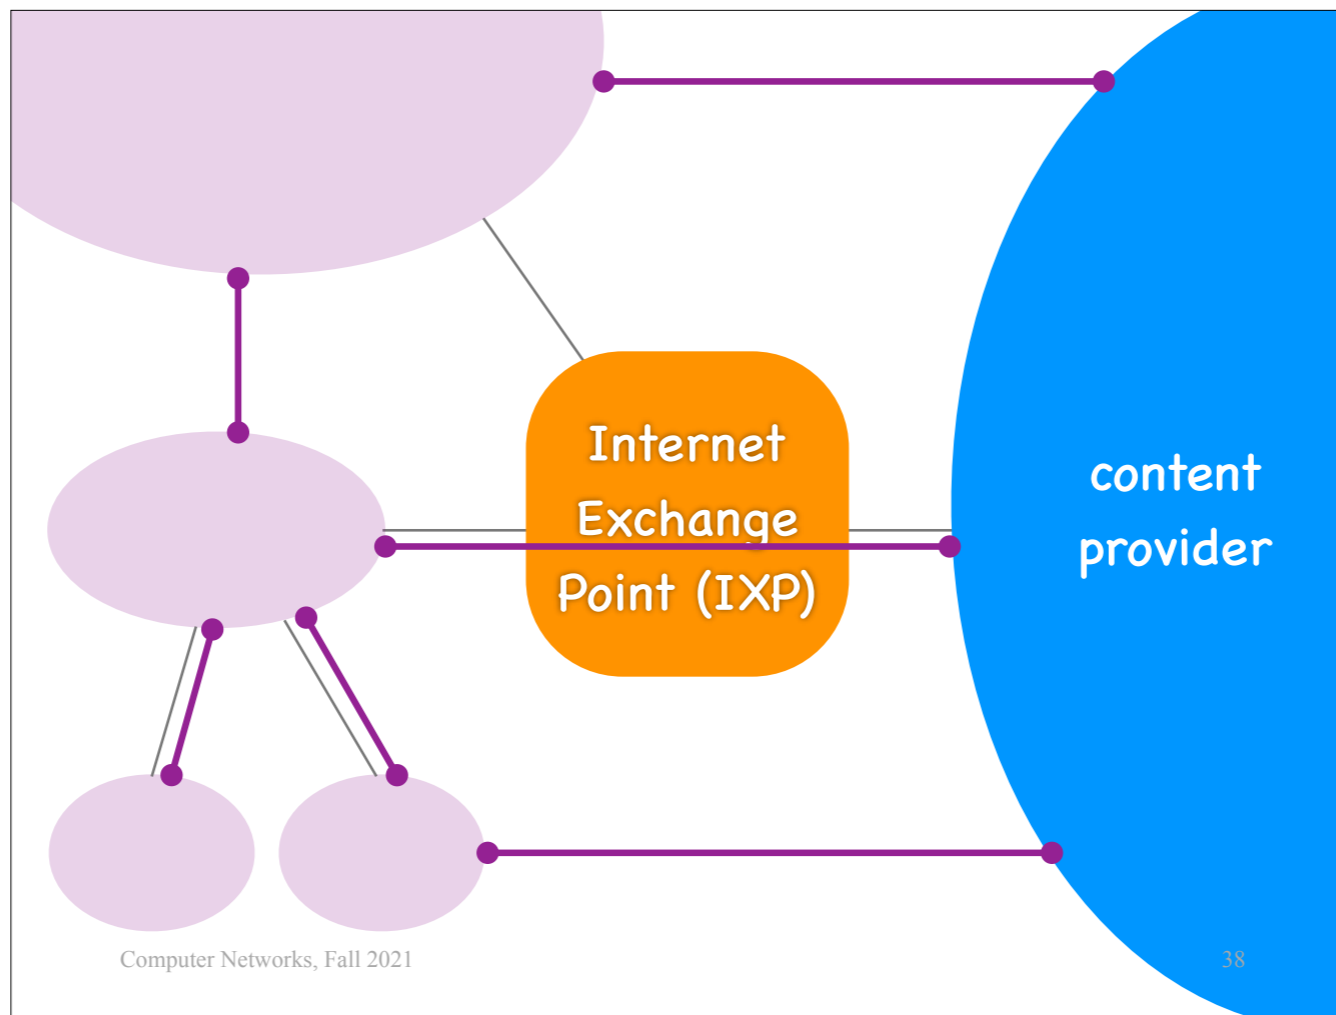 Internet
Exchange
Point (IXP)
content
provider
Computer Networks, Fall 2021
38